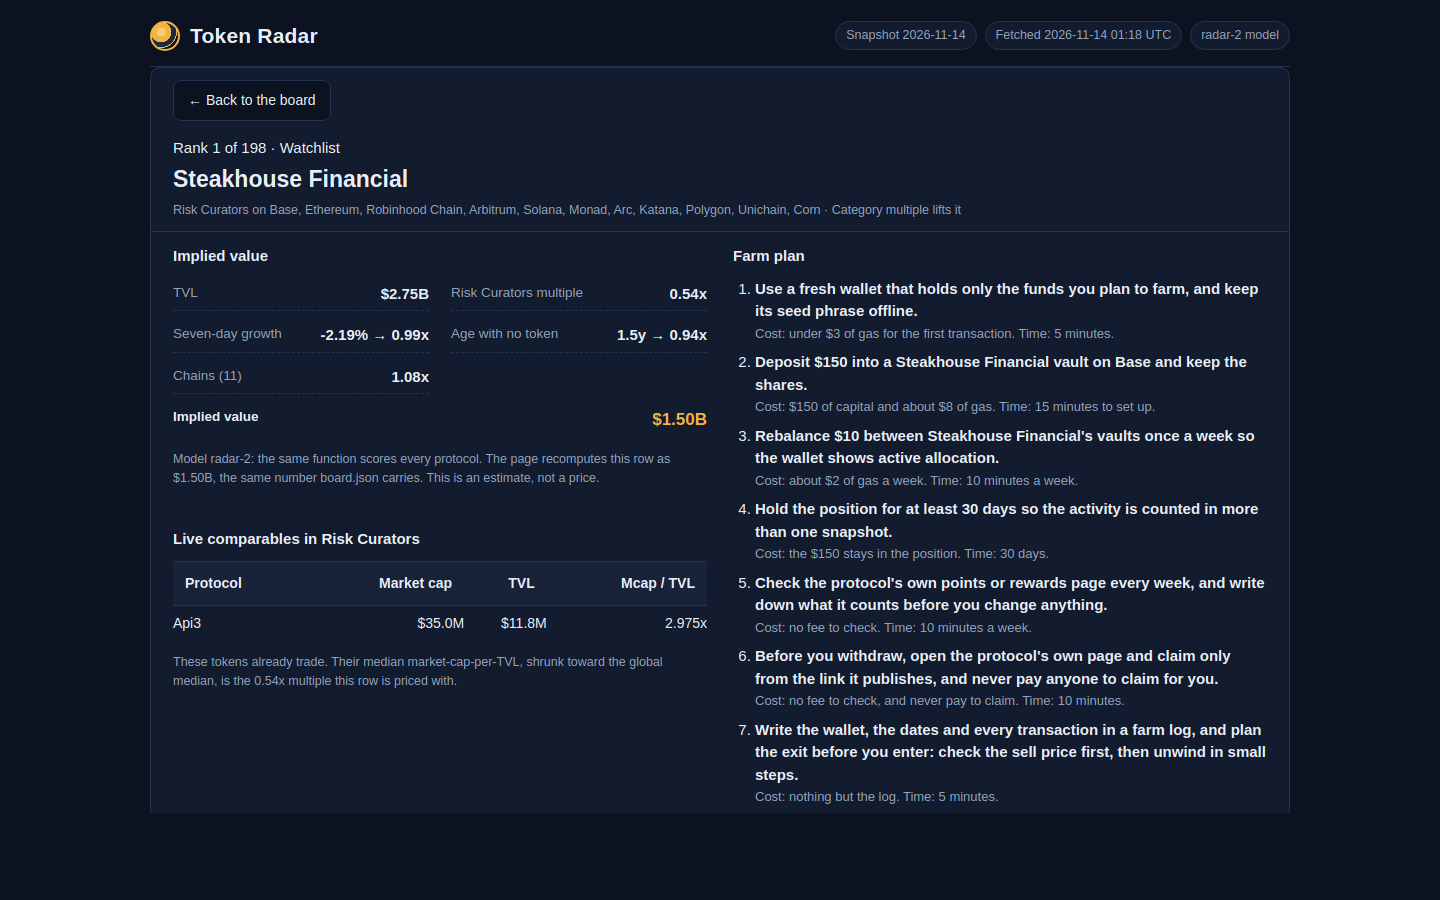 Token Radar
Snapshot 2026-11-14
Fetched 2026-11-14 01:18 UTC
radar-2 model
← Back to the board
Rank 1 of 198 · Watchlist
Steakhouse Financial
Risk Curators on Base, Ethereum, Robinhood Chain, Arbitrum, Solana, Monad, Arc, Katana, Polygon, Unichain, Corn · Category multiple lifts it
Implied value
TVL $2.75B
Risk Curators multiple 0.54x
Seven-day growth -2.19% → 0.99x
Age with no token 1.5y → 0.94x
Chains (11) 1.08x
Implied value $1.50B
Model radar-2: the same function scores every protocol. The page recomputes this row as
$1.50B, the same number board.json carries. This is an estimate, not a price.
Live comparables in Risk Curators
Protocol Market cap TVL Mcap / TVL
Api3 $35.0M $11.8M 2.975x
These tokens already trade. Their median market-cap-per-TVL, shrunk toward the global
median, is the 0.54x multiple this row is priced with.
Farm plan
1. Use a fresh wallet that holds only the funds you plan to farm, and keep
its seed phrase offline.
Cost: under $3 of gas for the first transaction. Time: 5 minutes.
2. Deposit $150 into a Steakhouse Financial vault on Base and keep the
shares.
Cost: $150 of capital and about $8 of gas. Time: 15 minutes to set up.
3. Rebalance $10 between Steakhouse Financial's vaults once a week so
the wallet shows active allocation.
Cost: about $2 of gas a week. Time: 10 minutes a week.
4. Hold the position for at least 30 days so the activity is counted in more
than one snapshot.
Cost: the $150 stays in the position. Time: 30 days.
5. Check the protocol's own points or rewards page every week, and write
down what it counts before you change anything.
Cost: no fee to check. Time: 10 minutes a week.
6. Before you withdraw, open the protocol's own page and claim only
from the link it publishes, and never pay anyone to claim for you.
Cost: no fee to check, and never pay to claim. Time: 10 minutes.
7. Write the wallet, the dates and every transaction in a farm log, and plan
the exit before you enter: check the sell price first, then unwind in small
steps.
Cost: nothing but the log. Time: 5 minutes.